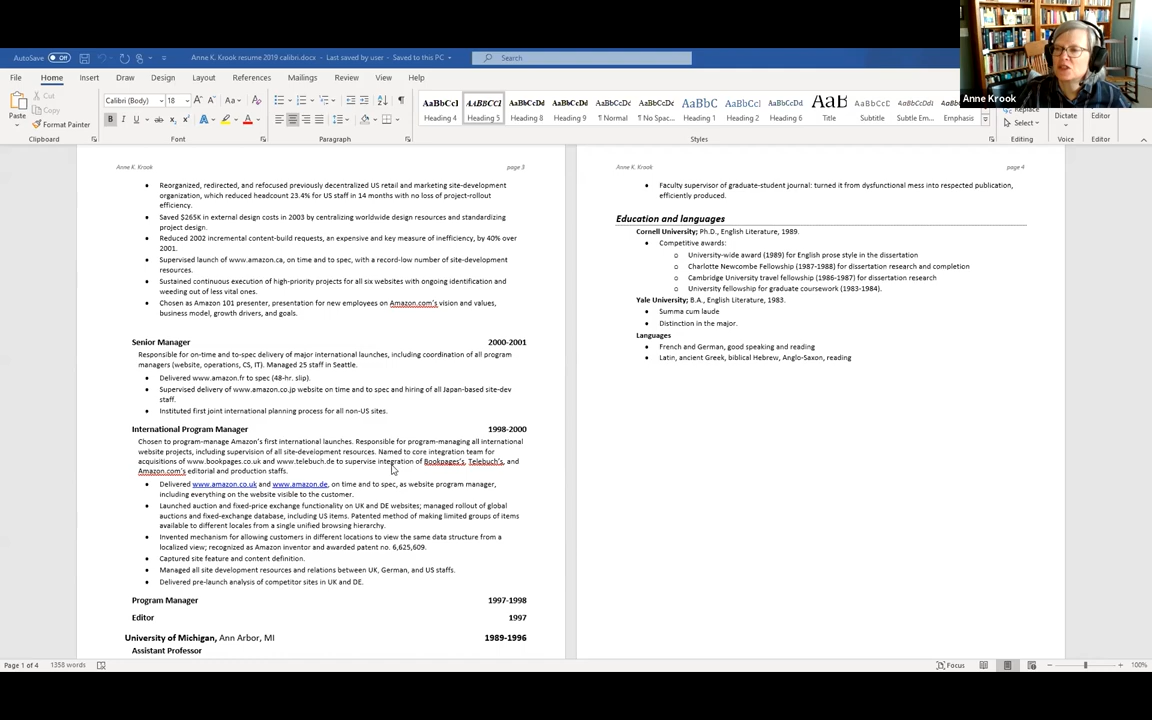 AutoSave Off Anne K. Krook resume 2019 calibri.docx - Last saved by user - Saved to this PC Search
File Home Insert Draw Design Layout References Mailings Review View Help
Paste Cut Copy Format Painter
Calibri (Body) 18
AaBbCcI AABBCC1 AaBbCcDd AaBbCcDd AaBbCcDd AaBbCcDd AaBbC AaBbCcD AaBbCcDd AaB AaBbCcD AaBbCcDd AaBbCcDd
Heading 4 Heading 5 Heading 8 Heading 9 ¶ Normal ¶ No Spac... Heading 1 Heading 2 Heading 6 Title Subtitle Subtle Em... Emphasis
Replace Select Dictate Editor
Clipboard Font Paragraph Styles Editing Voice Editor
Anne Krook
Anne K. Krook page 3
Reorganized, redirected, and refocused previously decentralized US retail and marketing site-development
organization, which reduced headcount 23.4% for US staff in 14 months with no loss of project-rollout
efficiency.
Saved $265K in external design costs in 2003 by centralizing worldwide design resources and standardizing
project design.
Reduced 2002 incremental content-build requests, an expensive and key measure of inefficiency, by 40% over
2001.
Supervised launch of www.amazon.ca, on time and to spec, with a record-low number of site-development
resources.
Sustained continuous execution of high-priority projects for all six websites with ongoing identification and
weeding out of less vital ones.
Chosen as Amazon 101 presenter, presentation for new employees on Amazon.com's vision and values,
business model, growth drivers, and goals.
Senior Manager 2000-2001
Responsible for on-time and to-spec delivery of major international launches, including coordination of all program
managers (website, operations, CS, IT). Managed 25 staff in Seattle.
Delivered www.amazon.fr to spec (48-hr. slip).
Supervised delivery of www.amazon.co.jp website on time and to spec and hiring of all Japan-based site-dev
staff.
Instituted first joint international planning process for all non-US sites.
International Program Manager 1998-2000
Chosen to program-manage Amazon's first international launches. Responsible for program-managing all international
website projects, including supervision of all site-development resources. Named to core integration team for
acquisitions of www.bookpages.co.uk and www.telebuch.de to supervise integration of Bookpages's, Telebuch's, and
Amazon.com's editorial and production staffs.
Delivered www.amazon.co.uk and www.amazon.de, on time and to spec, as website program manager,
including everything on the website visible to the customer.
Launched auction and fixed-price exchange functionality on UK and DE websites; managed rollout of global
auctions and fixed-exchange database, including US items. Patented method of making limited groups of items
available to different locales from a single unified browsing hierarchy.
Invented mechanism for allowing customers in different locations to view the same data structure from a
localized view; recognized as Amazon inventor and awarded patent no. 6,625,609.
Captured site feature and content definition.
Managed all site development resources and relations between UK, German, and US staffs.
Delivered pre-launch analysis of competitor sites in UK and DE.
Program Manager 1997-1998
Editor 1997
University of Michigan, Ann Arbor, MI 1989-1996
Assistant Professor
Anne K. Krook page 4
Faculty supervisor of graduate-student journal: turned it from dysfunctional mess into respected publication,
efficiently produced.
Education and languages
Cornell University; Ph.D., English Literature, 1989.
Competitive awards:
University-wide award (1989) for English prose style in the dissertation
Charlotte Newcombe Fellowship (1987-1988) for dissertation research and completion
Cambridge University travel fellowship (1986-1987) for dissertation research
University fellowship for graduate coursework (1983-1984).
Yale University; B.A., English Literature, 1983.
Summa cum laude
Distinction in the major.
Languages
French and German, good speaking and reading
Latin, ancient Greek, biblical Hebrew, Anglo-Saxon, reading
Page 1 of 4 1358 words Focus 100%